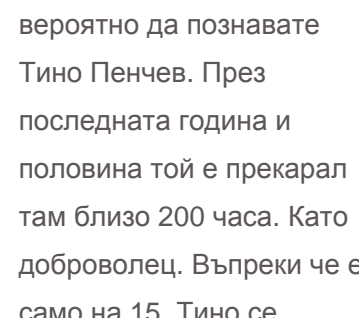 вероятно да познавате
Тино Пенчев. През
последната година и
половина той е прекарал
там близо 200 часа. Като
доброволец. Въпреки че е
само на 15, Тино се